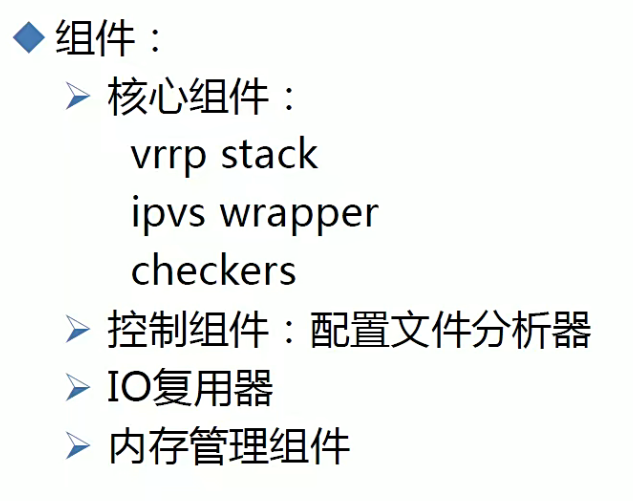 组件：
核心组件：
vrrp stack
ipvs wrapper
checkers
控制组件：配置文件分析器
IO复用器
内存管理组件